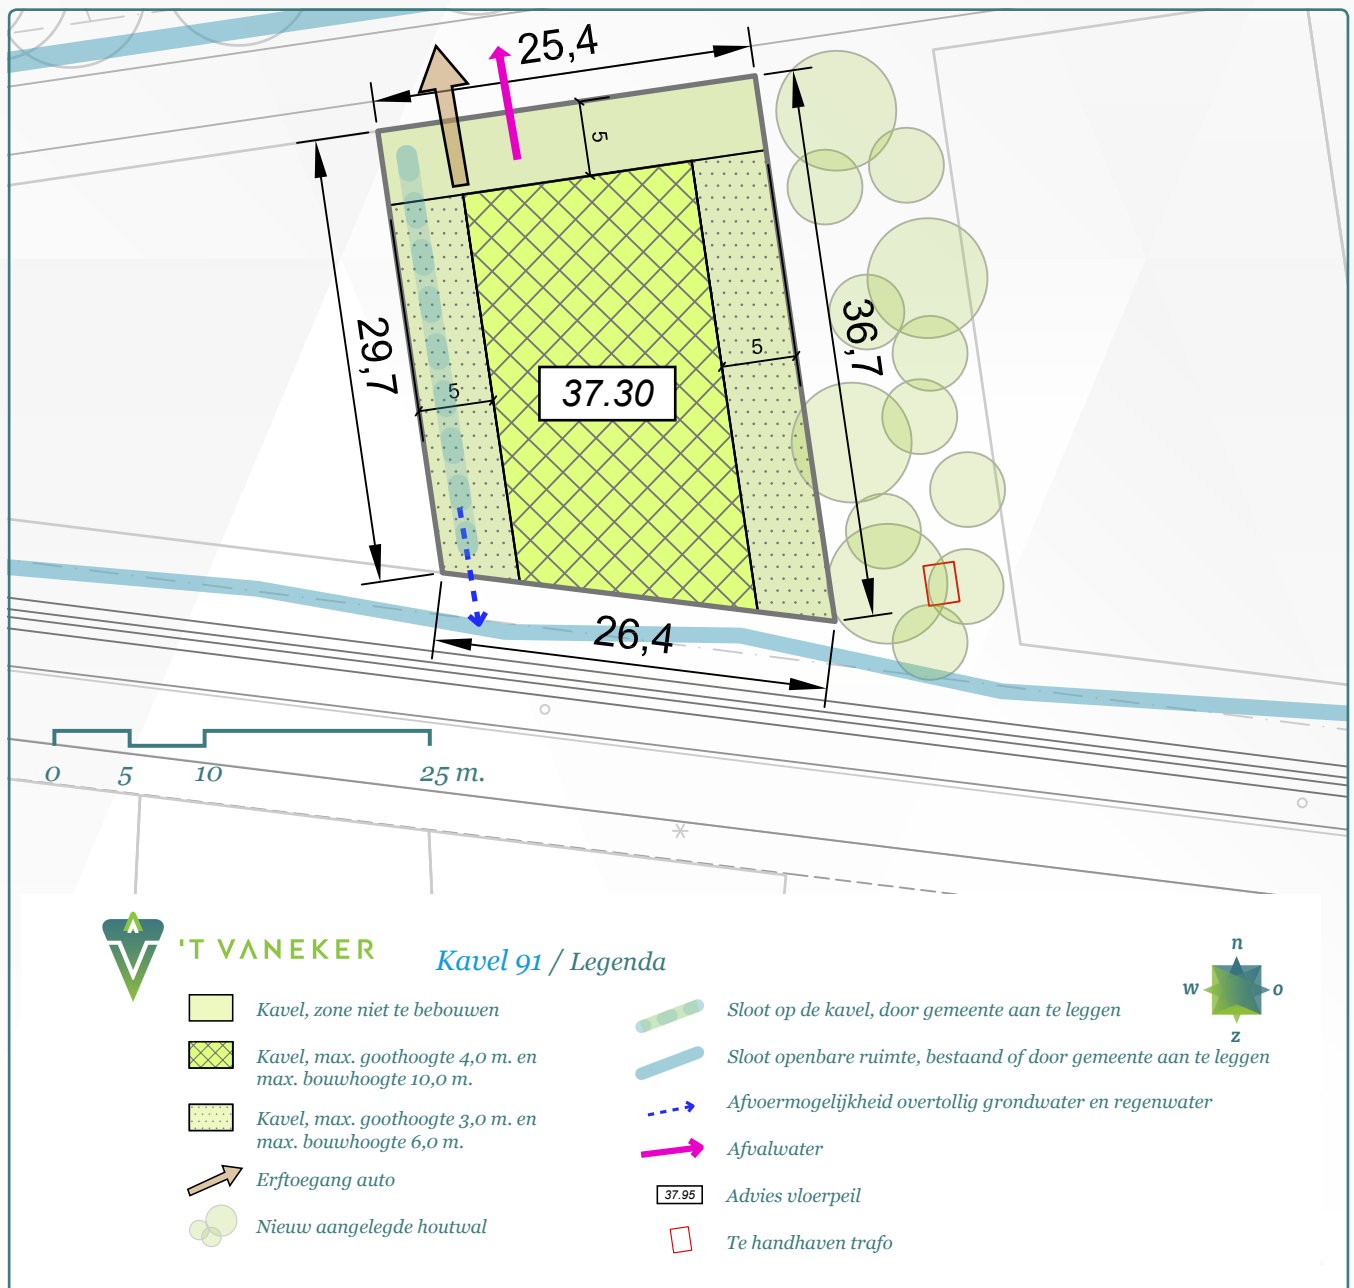 25,4
5
29,7
36,7
5
5
37.30
26,4
0 5 10 25 m.
'T VANEKER
Kavel 91 / Legenda
n
w o
z
Kavel, zone niet te bebouwen
Kavel, max. goothoogte 4,0 m. en
max. bouwhoogte 10,0 m.
Kavel, max. goothoogte 3,0 m. en
max. bouwhoogte 6,0 m.
Erftoegang auto
Nieuw aangelegde houtwal
Sloot op de kavel, door gemeente aan te leggen
Sloot openbare ruimte, bestaand of door gemeente aan te leggen
Afvoermogelijkheid overtollig grondwater en regenwater
Afvalwater
37.95 Advies vloerpeil
Te handhaven trafo